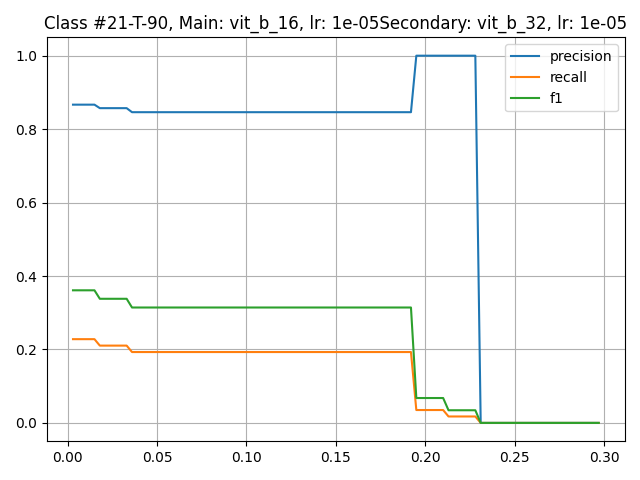 Class #21-T-90, Main: vit_b_16, lr: 1e-05Secondary: vit_b_32, lr: 1e-05
precision
recall
f1
1.0
0.8
0.6
0.4
0.2
0.0
0.00 0.05 0.10 0.15 0.20 0.25 0.30